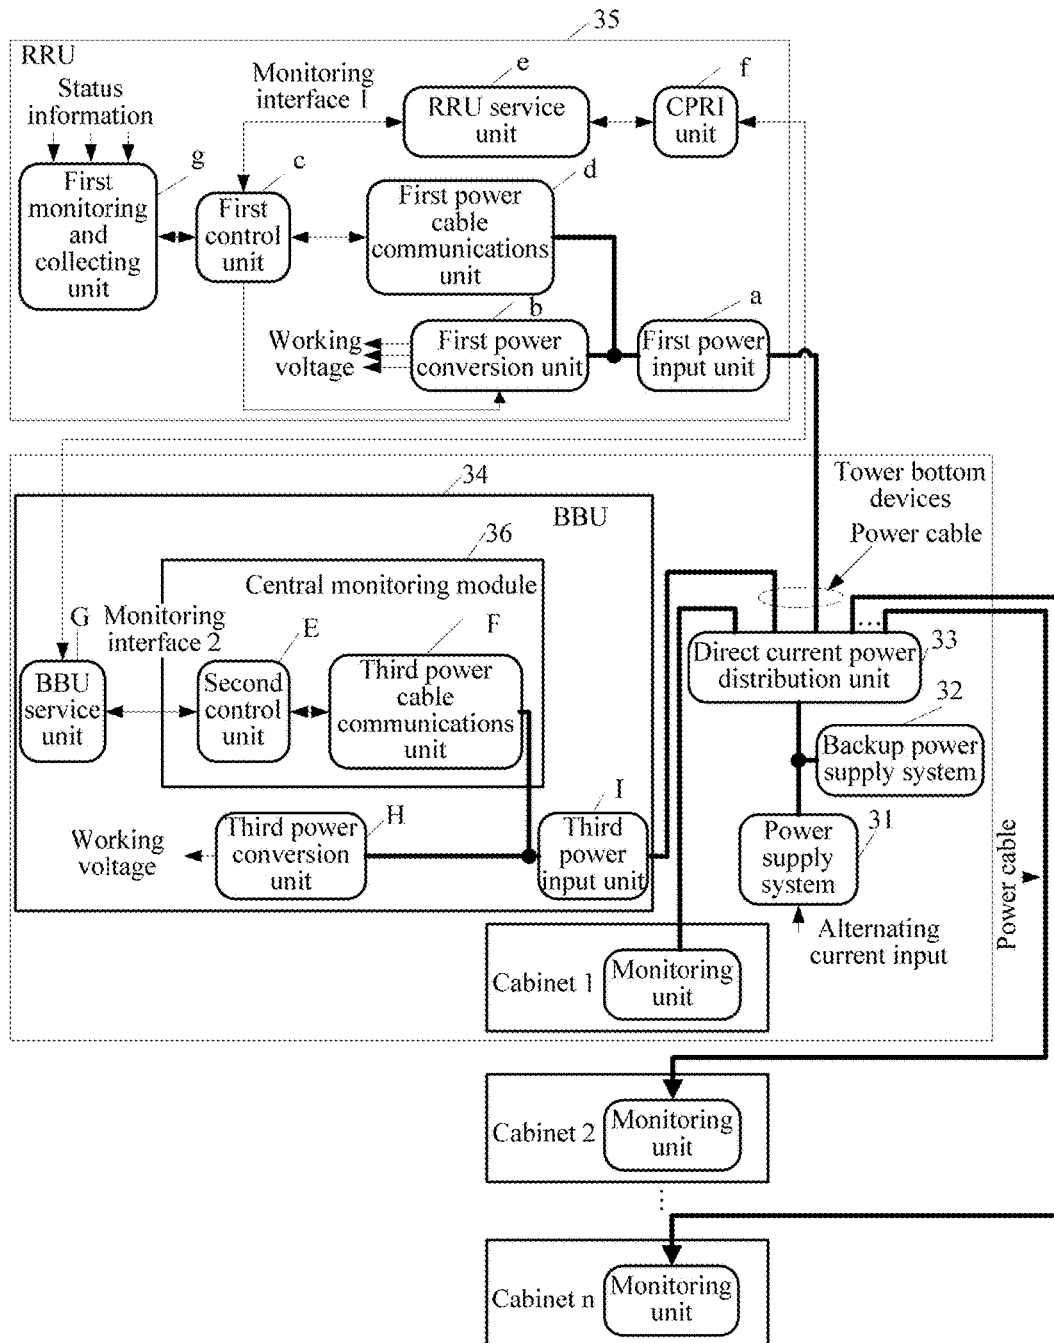 35
RRU
Status
information
Monitoring
interface 1
e
RRU service
unit
f
CPRI
unit
g
First
monitoring
and
collecting
unit
c
First
control
unit
d
First power
cable
communications
unit
b
First power
conversion unit
a
First power
input unit
Working
voltage
34
BBU
Tower bottom
devices
Power cable
36
Central monitoring module
G
Monitoring
interface 2
BBU
service
unit
E
Second
control
unit
F
Third power
cable
communications
unit
...
Direct current power
distribution unit
33
32
Backup power
supply system
31
Power
supply
system
Alternating
current input
Power cable
Working
voltage
H
Third power
conversion
unit
I
Third
power
input unit
Cabinet 1
Monitoring
unit
Cabinet 2
Monitoring
unit
...
Cabinet n
Monitoring
unit